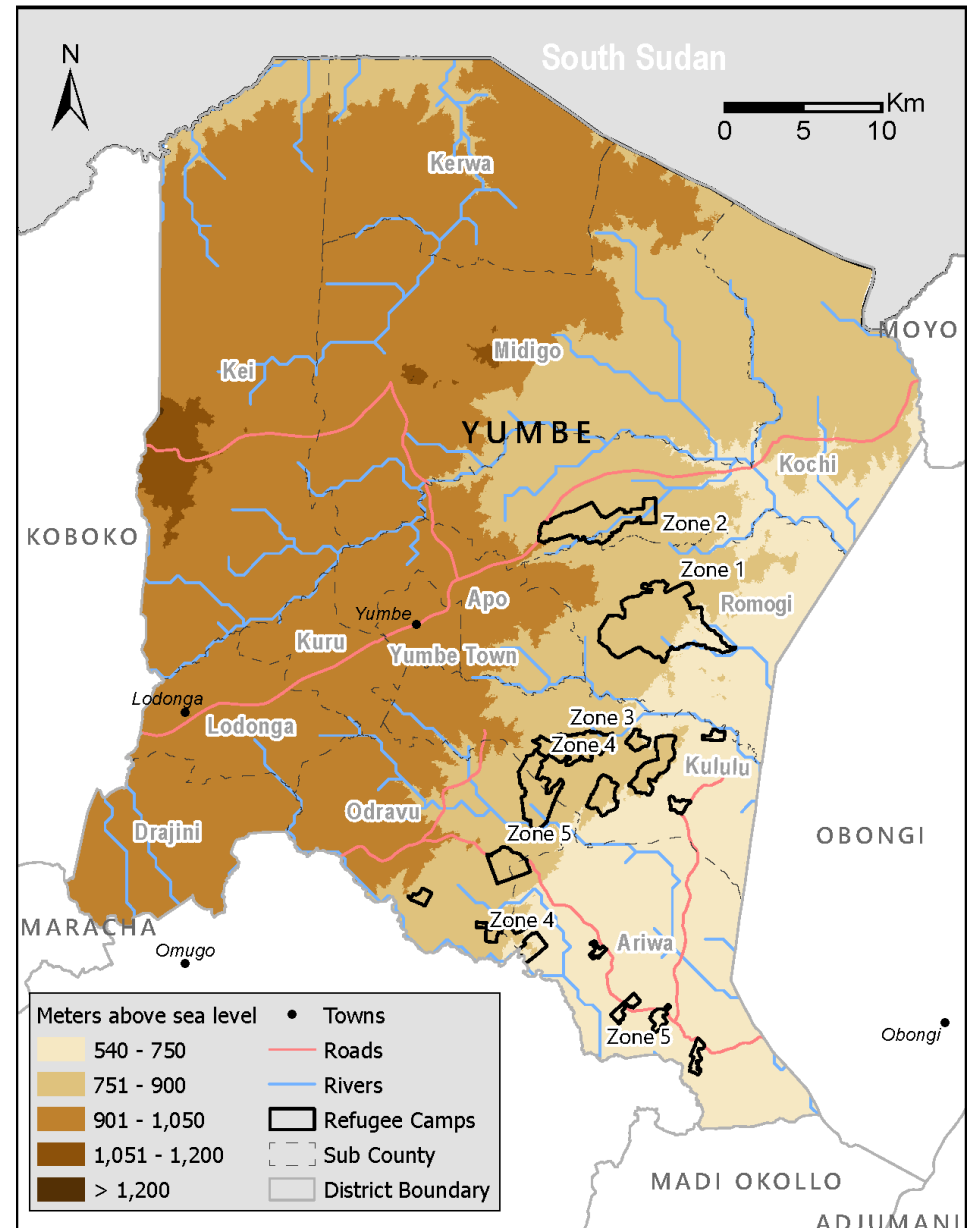 South Sudan
N
Km
0 5 10
Kerwa
MOYO
Midigo
Kei
YUMBE
Kochi
KOBOKO
Zone 2
Zone 1
Apo
Romogi
Yumbe
Kuru
Yumbe Town
Lodonga
Zone 3
Lodonga
Zone 4
Kululu
Odravu
Drajini
Zone 5
OBONGI
Zone 4
MARACHA
Ariwa
Omugo
Obongi
Zone 5
Meters above sea level
540 - 750
751 - 900
901 - 1,050
1,051 - 1,200
> 1,200
Towns
Roads
Rivers
Refugee Camps
Sub County
District Boundary
MADI OKOLLO
ADJUMANI